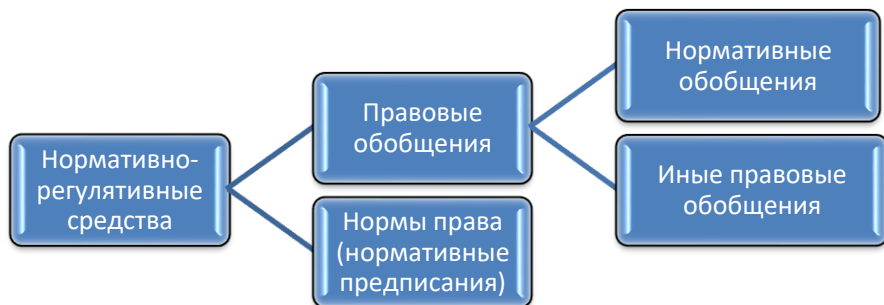 Нормативно-
регулятивные
средства
Правовые
обобщения
Нормы права
(нормативные
предписания)
Нормативные
обобщения
Иные правовые
обобщения